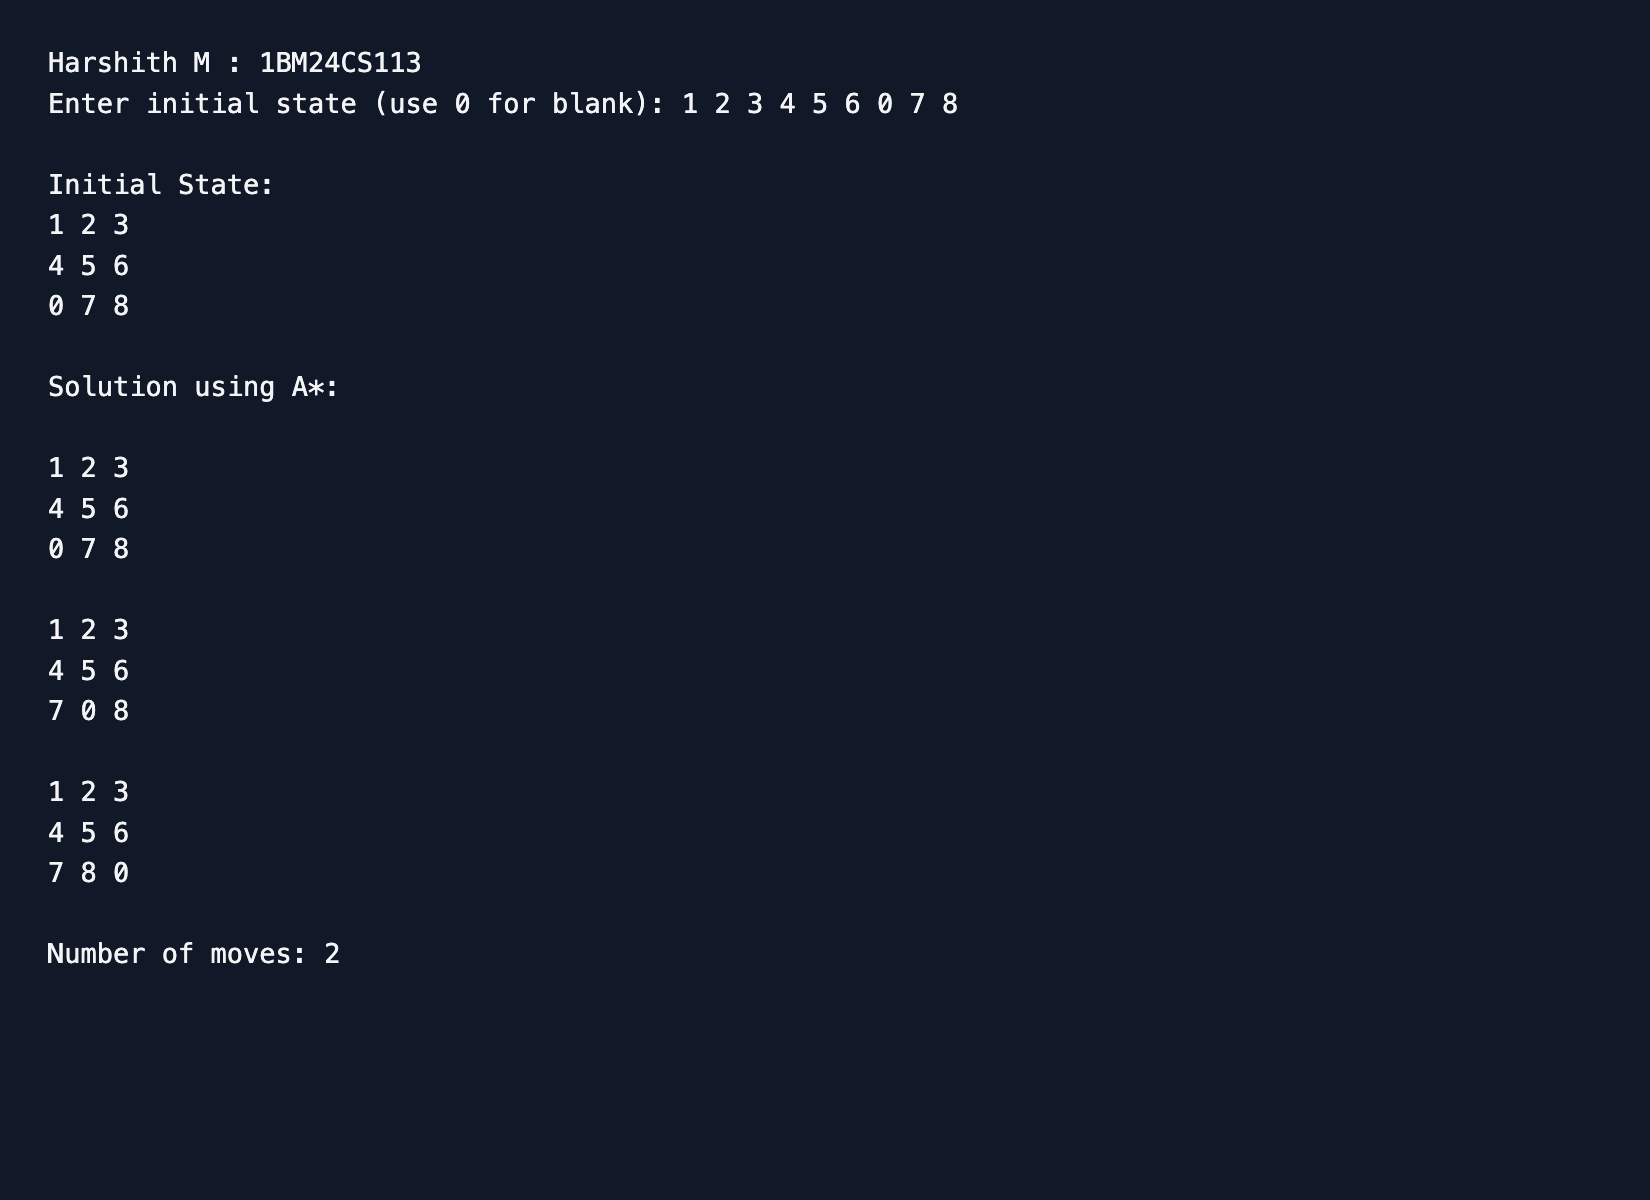 Harshith M : 1BM24CS113
Enter initial state (use 0 for blank): 1 2 3 4 5 6 0 7 8
Initial State:
1 2 3
4 5 6
0 7 8
Solution using A*:
1 2 3
4 5 6
0 7 8
1 2 3
4 5 6
7 0 8
1 2 3
4 5 6
7 8 0
Number of moves: 2